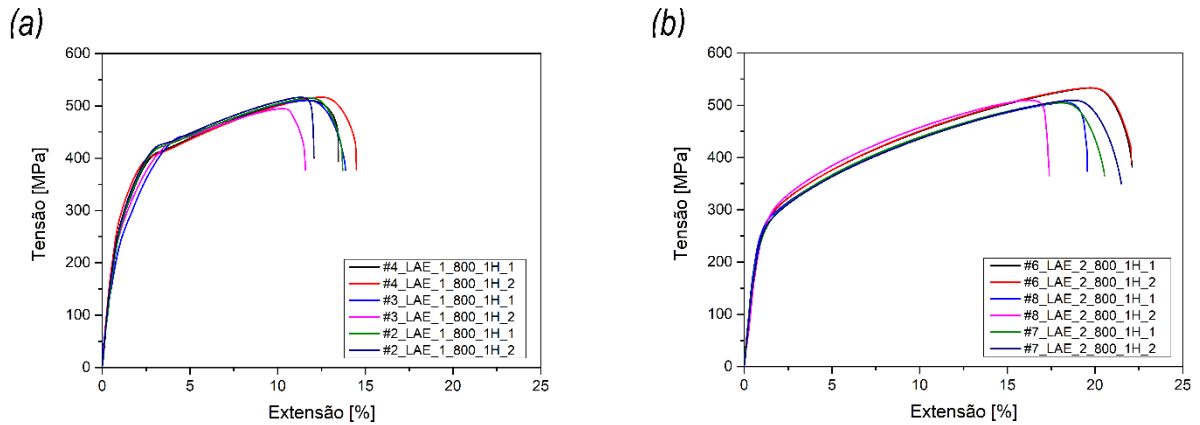 (a)
600
500
400
300
200
100
0
Tensão [MPa]
0 5 10 15 20 25
Extensão [%]
#4_LAE_1_800_1H_1
#4_LAE_1_800_1H_2
#3_LAE_1_800_1H_1
#3_LAE_1_800_1H_2
#2_LAE_1_800_1H_1
#2_LAE_1_800_1H_2
(b)
600
500
400
300
200
100
0
Tensão [MPa]
0 5 10 15 20 25
Extensão [%]
#6_LAE_2_800_1H_1
#6_LAE_2_800_1H_2
#8_LAE_2_800_1H_1
#8_LAE_2_800_1H_2
#7_LAE_2_800_1H_1
#7_LAE_2_800_1H_2